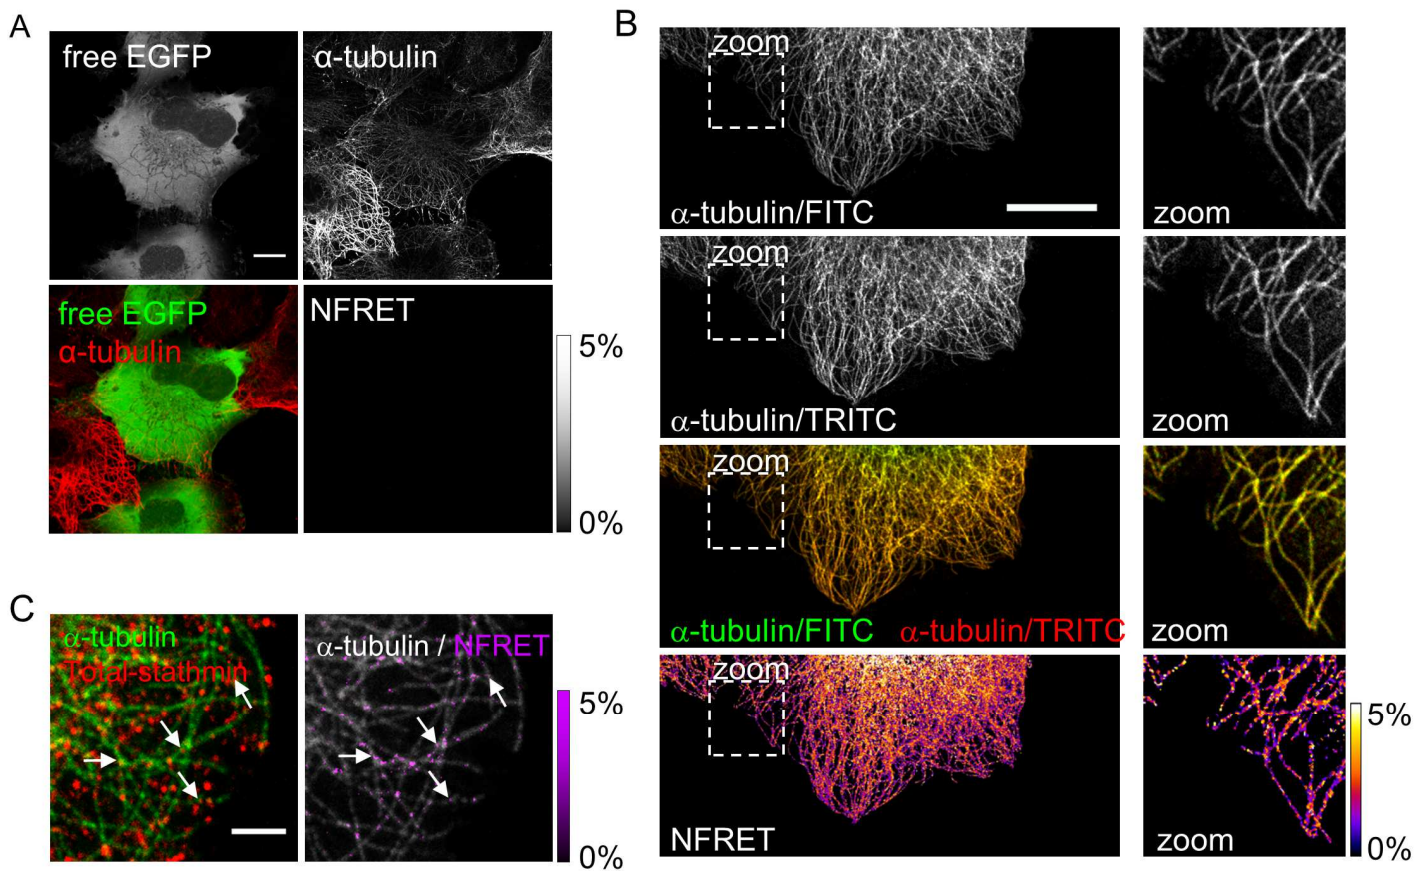 A
free EGFP
α-tubulin
free EGFP
α-tubulin
NFRET
5%
0%
B
zoom
α-tubulin/FITC
zoom
zoom
α-tubulin/TRITC
zoom
zoom
α-tubulin/FITC
α-tubulin/TRITC
zoom
zoom
NFRET
zoom
5%
0%
C
α-tubulin
Total-stathmin
α-tubulin / NFRET
5%
0%